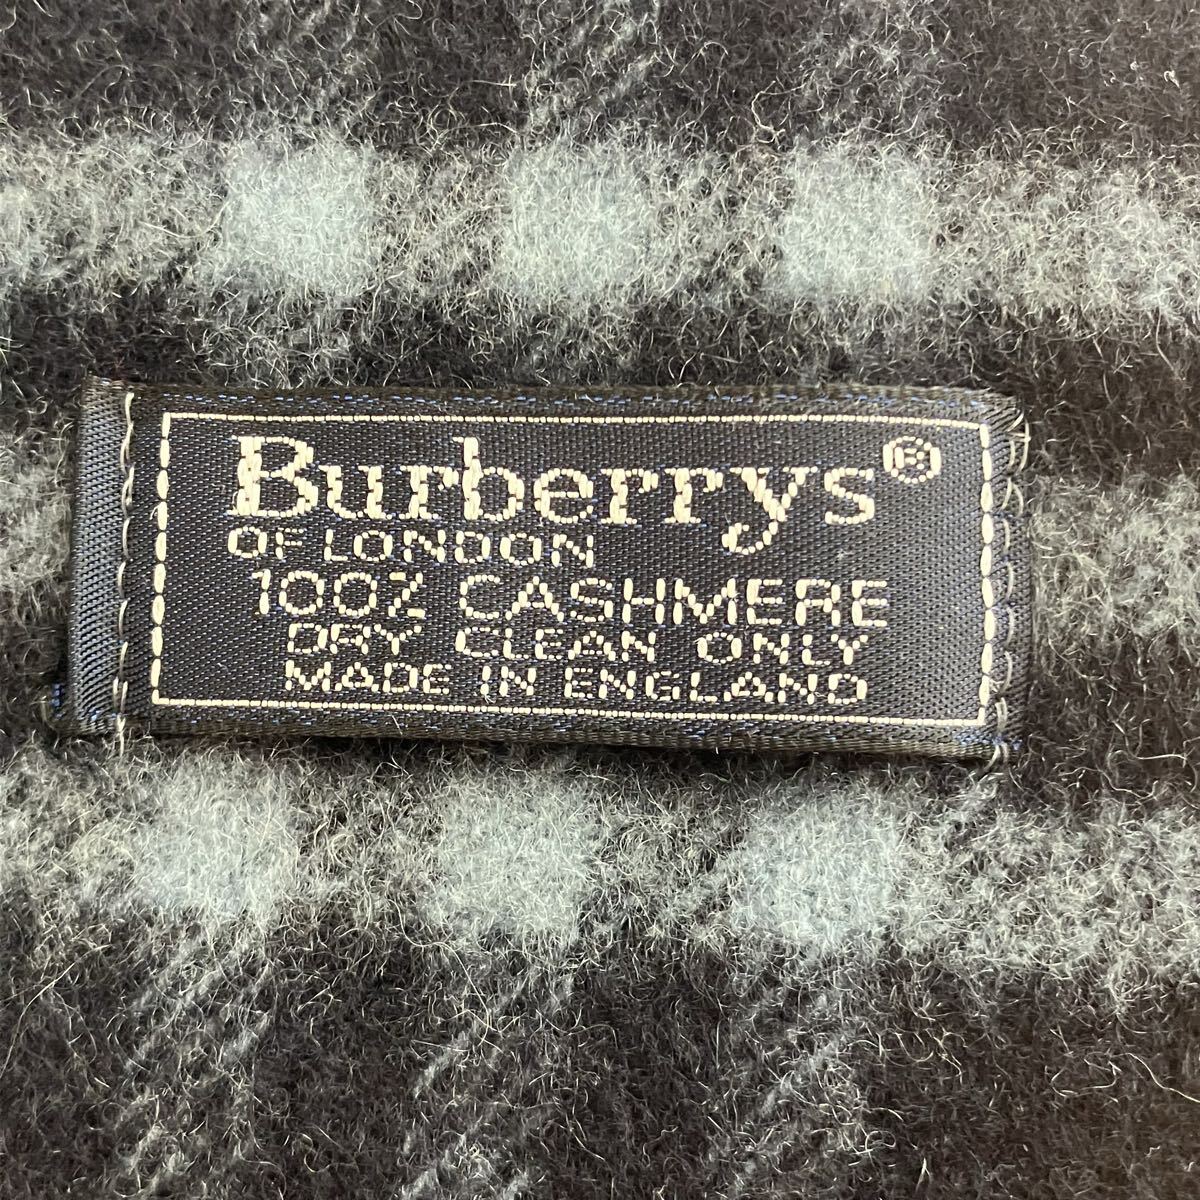 Burberrys®
OF LONDON
100% CASHMERE
DRY CLEAN ONLY
MADE IN ENGLAND